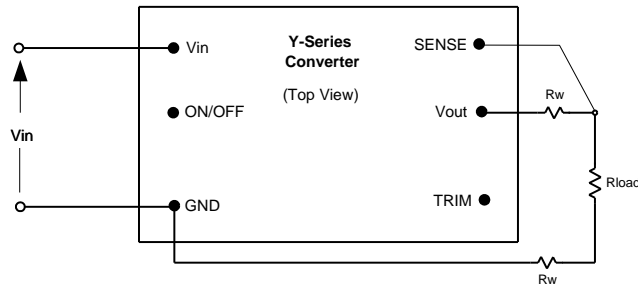 Y-Series
Converter
(Top View)
Vin
SENSE
Rw
ON/OFF
Vout
Vin
Rload
GND
TRIM
Rw